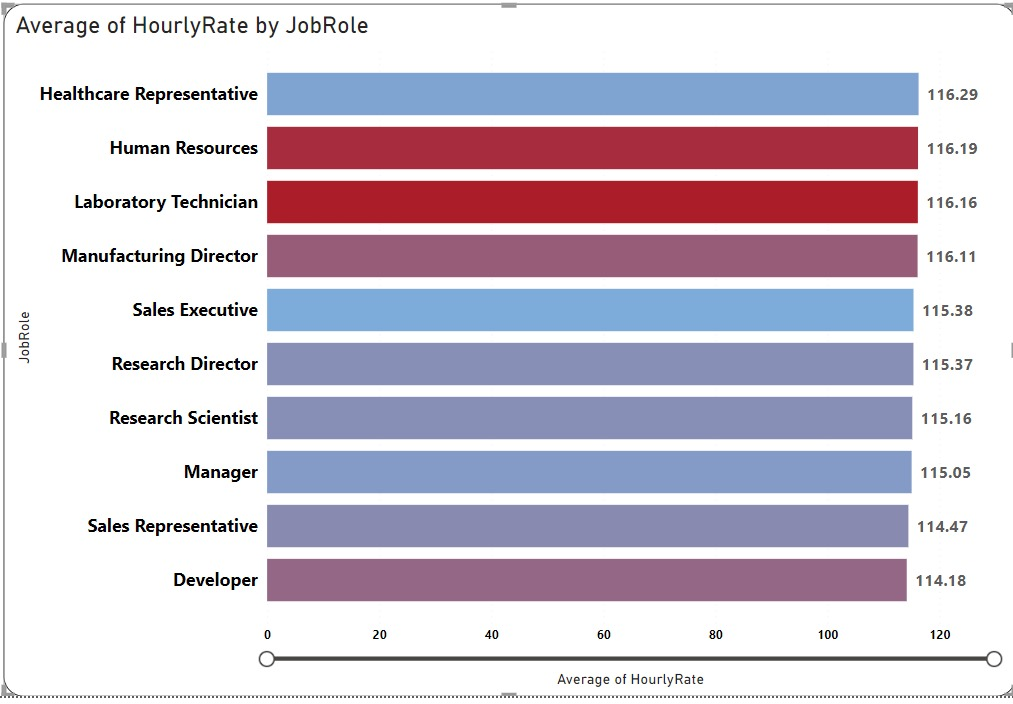 Average of HourlyRate by JobRole
Healthcare Representative 116.29
Human Resources 116.19
Laboratory Technician 116.16
Manufacturing Director 116.11
Sales Executive 115.38
Research Director 115.37
Research Scientist 115.16
Manager 115.05
Sales Representative 114.47
Developer 114.18
JobRole
0 20 40 60 80 100 120
Average of HourlyRate